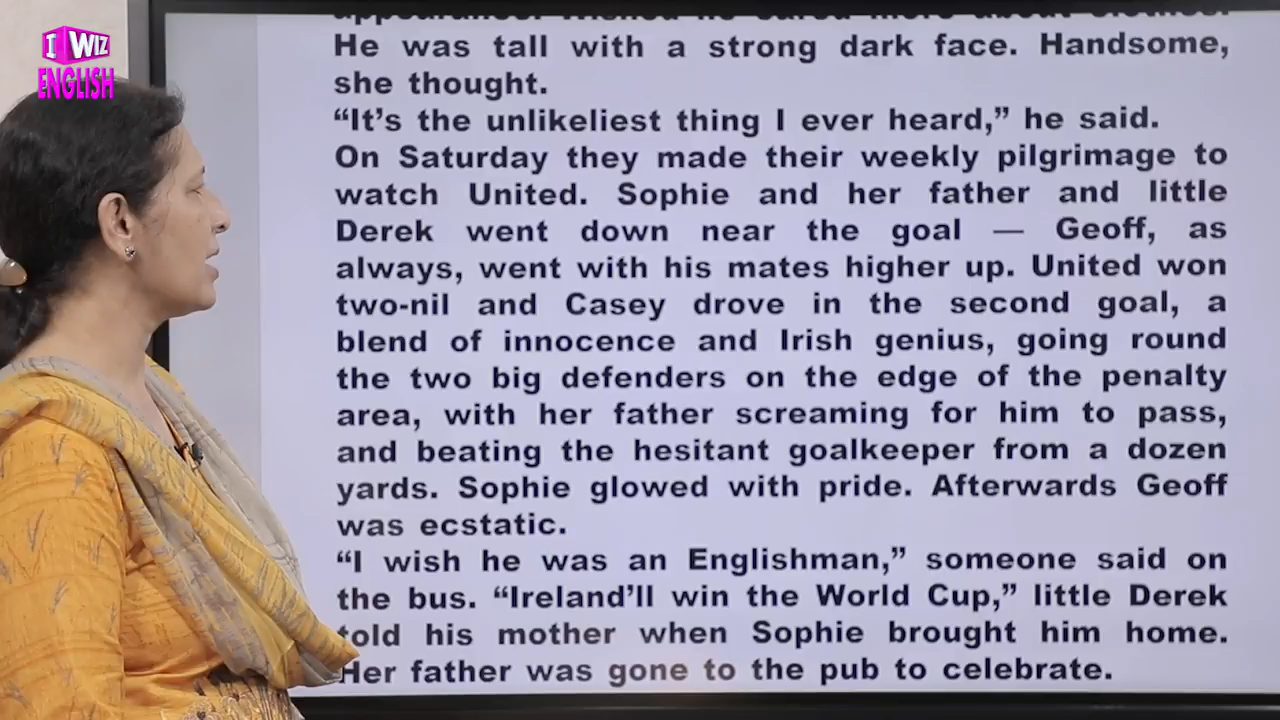 I WIZ
ENGLISH
He was tall with a strong dark face. Handsome,
she thought.
“It’s the unlikeliest thing I ever heard,” he said.
On Saturday they made their weekly pilgrimage to
watch United. Sophie and her father and little
Derek went down near the goal — Geoff, as
always, went with his mates higher up. United won
two-nil and Casey drove in the second goal, a
blend of innocence and Irish genius, going round
the two big defenders on the edge of the penalty
area, with her father screaming for him to pass,
and beating the hesitant goalkeeper from a dozen
yards. Sophie glowed with pride. Afterwards Geoff
was ecstatic.
“I wish he was an Englishman,” someone said on
the bus. “Ireland’ll win the World Cup,” little Derek
told his mother when Sophie brought him home.
Her father was gone to the pub to celebrate.